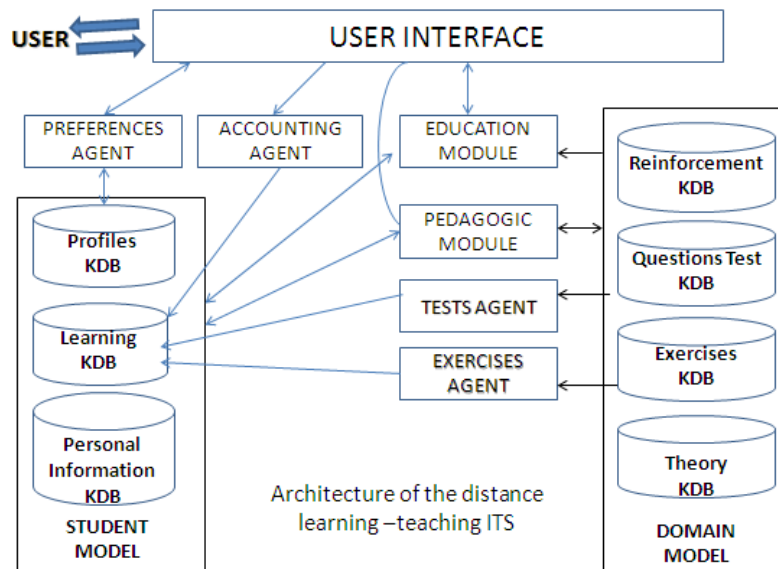 USER
USER INTERFACE
PREFERENCES
AGENT
ACCOUNTING
AGENT
EDUCATION
MODULE
Reinforcement
KDB
Profiles
KDB
PEDAGOGIC
MODULE
Questions Test
KDB
Learning
KDB
TESTS AGENT
EXERCISES
AGENT
Exercises
KDB
Personal
Information
KDB
Theory
KDB
Architecture of the distance
learning –teaching ITS
STUDENT
MODEL
DOMAIN
MODEL